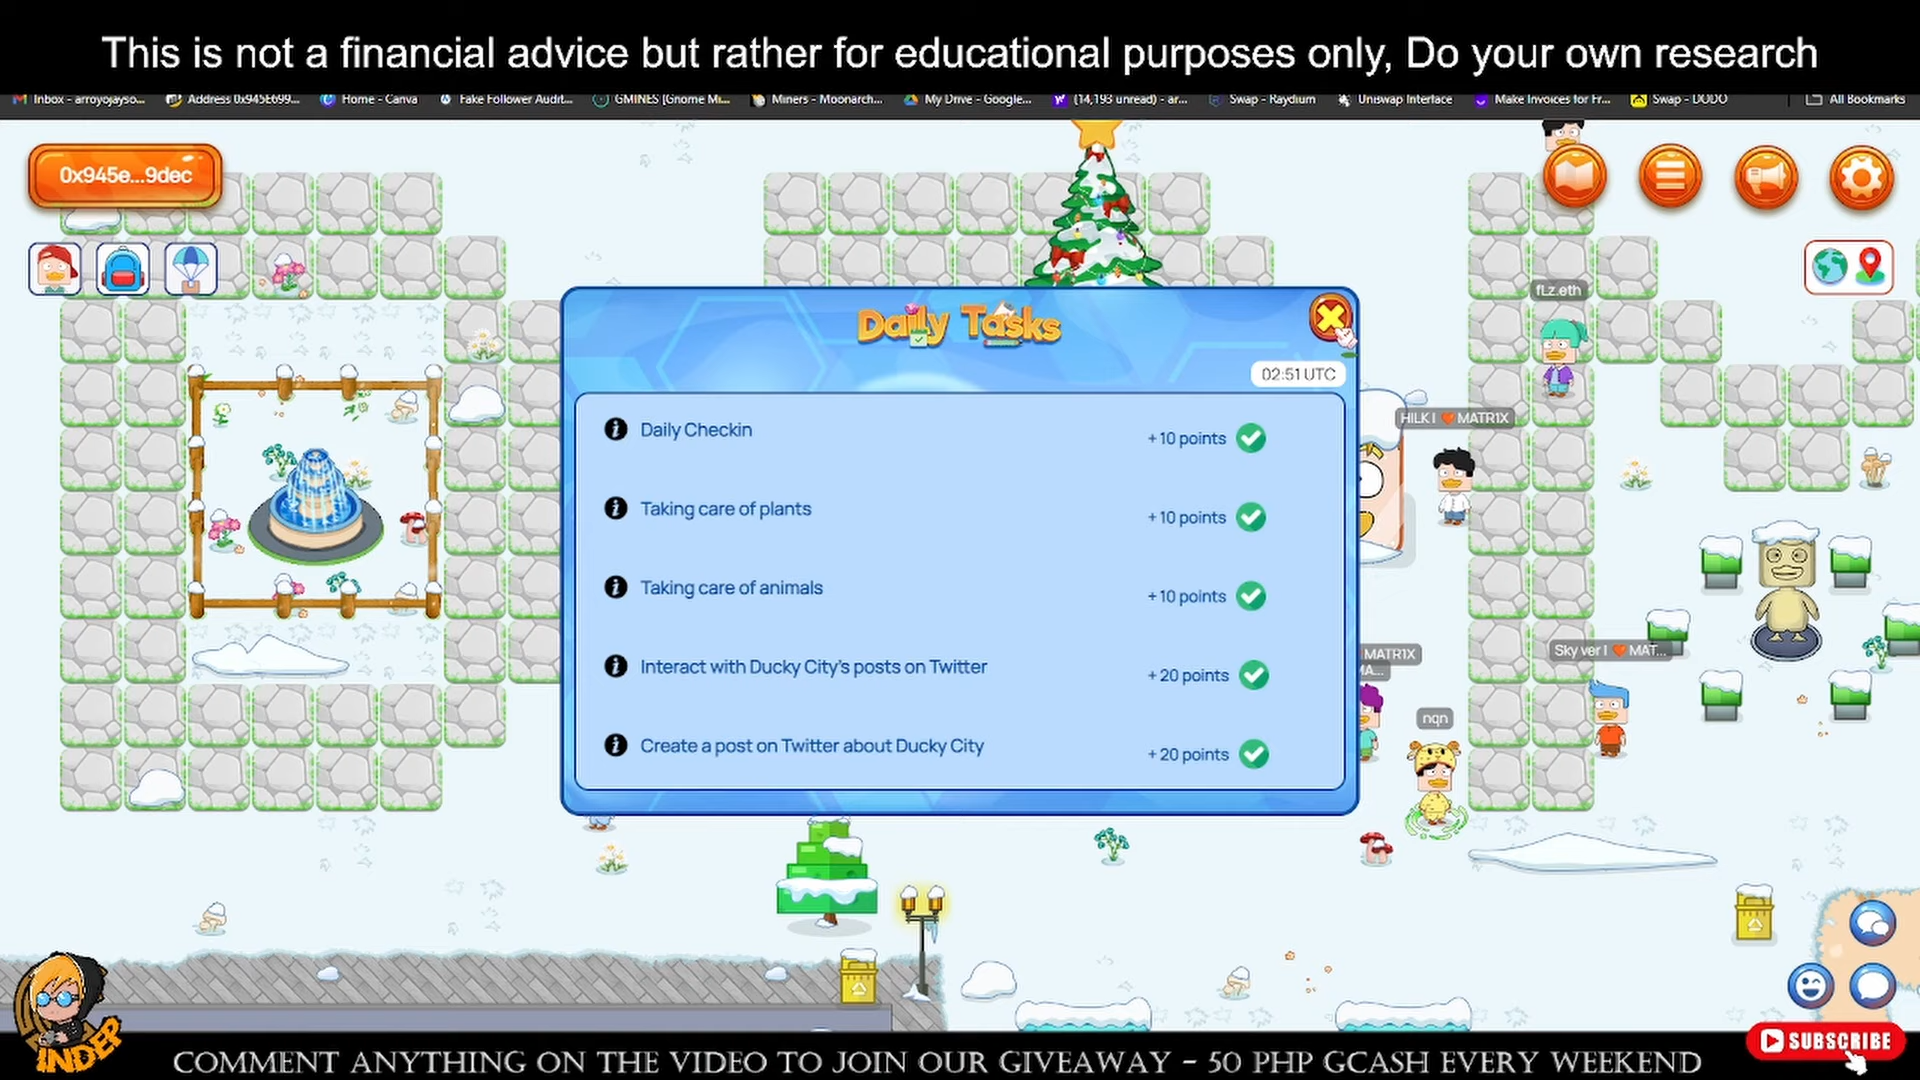 This is not a financial advice but rather for educational purposes only, Do your own research
Inbox - arroyojayso...
Address 0x945E699...
Home - Canva
Fake Follower Audit...
GMINES [Gnome Mi...
Miners - Moonarch...
My Drive - Google...
(14,193 unread) - ar...
Swap - Raydium
Uniswap Interface
Make Invoices for Fr...
Swap - DODO
All Bookmarks
0x945e...9dec
Daily Tasks
02:51 UTC
Daily Checkin
+10 points
Taking care of plants
+10 points
Taking care of animals
+10 points
Interact with Ducky City's posts on Twitter
+20 points
Create a post on Twitter about Ducky City
+20 points
fLz.eth
HILK | 🧡 MATR1X
MATR1X
MA...
Sky ver | 🧡 MAT...
nqn
INDEP
COMMENT ANYTHING ON THE VIDEO TO JOIN OUR GIVEAWAY - 50 PHP GCASH EVERY WEEKEND
SUBSCRIBE